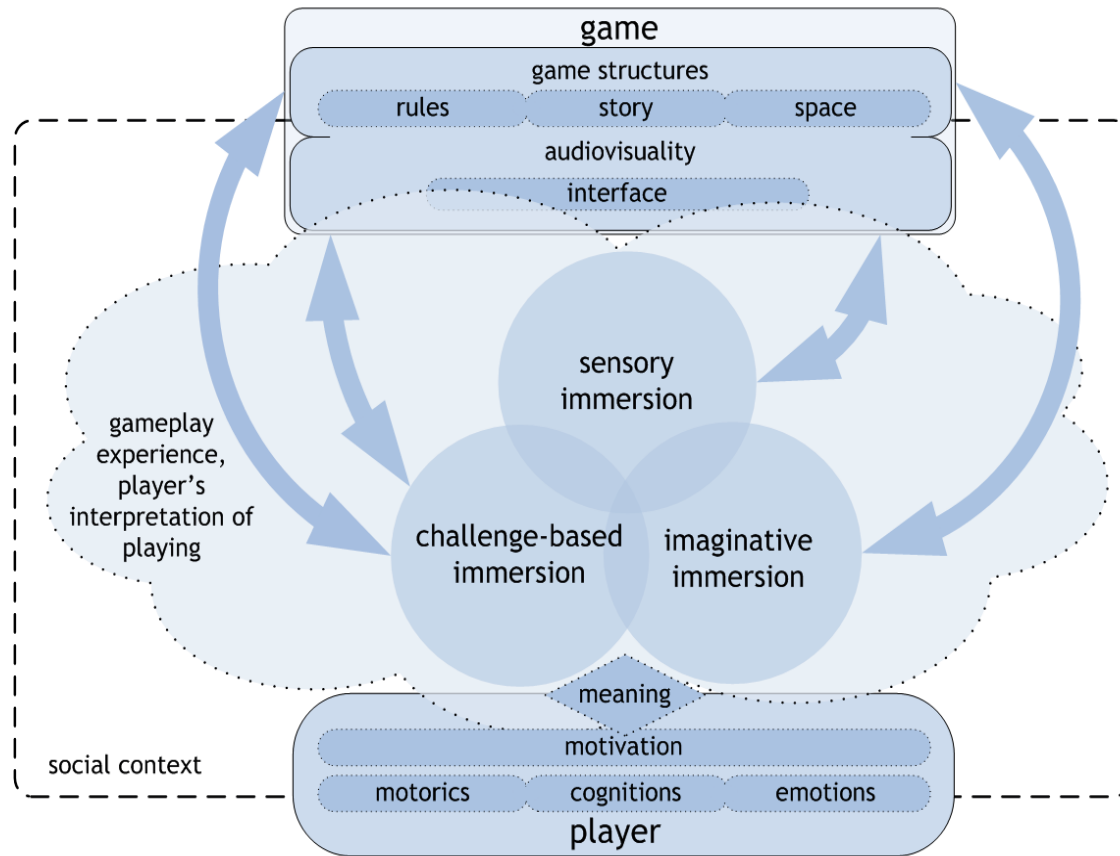 game
game structures
rules
story
space
audiovisuality
interface
sensory
immersion
gameplay
experience,
player’s
interpretation of
playing
challenge-based
immersion
imaginative
immersion
meaning
motivation
social context
motorics
cognitions
emotions
player